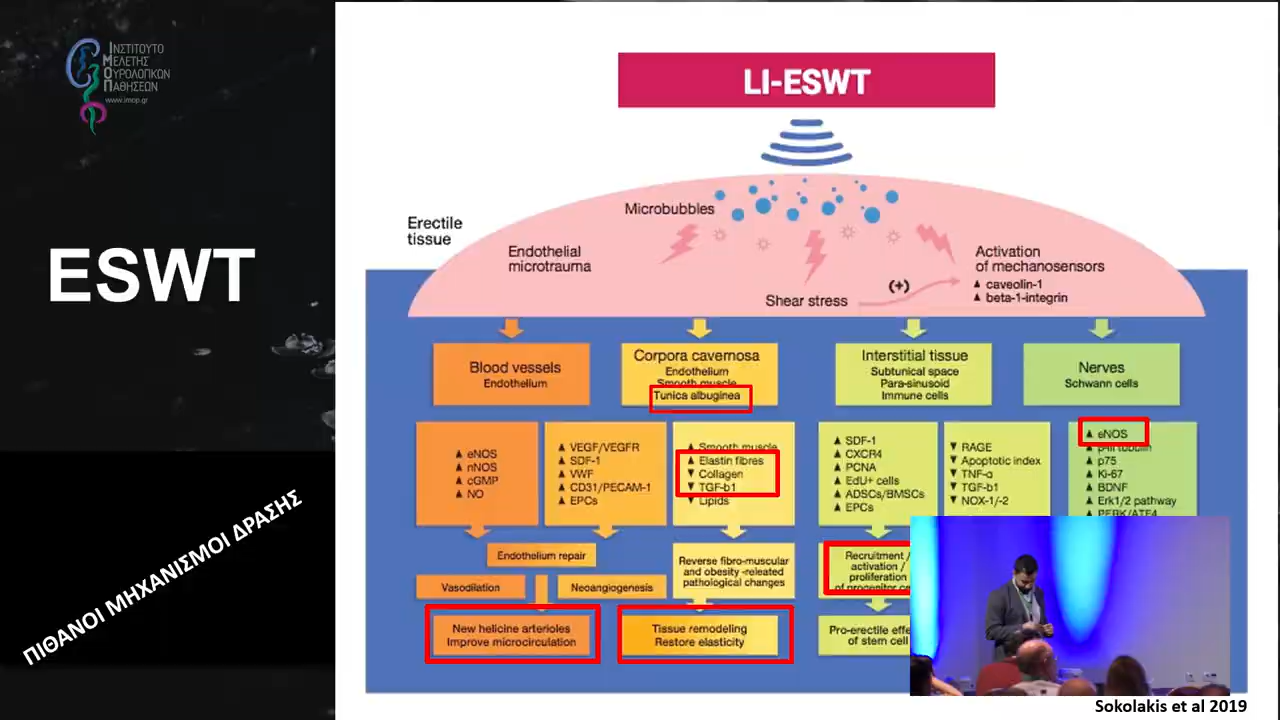 ΙΝΣΤΙΤΟΥΤΟ
ΜΕΛΕΤΗΣ
ΟΥΡΟΛΟΓΙΚΩΝ
ΠΑΘΗΣΕΩΝ
www.imop.gr
ESWT
ΠΙΘΑΝΟΙ ΜΗΧΑΝΙΣΜΟΙ ΔΡΑΣΗΣ
LI-ESWT
Microbubbles
Erectile
tissue
Endothelial
microtrauma
Shear stress
(+)
Activation
of mechanosensors
▲ caveolin-1
▲ beta-1-integrin
Blood vessels
Endothelium
Corpora cavernosa
Endothelium
Smooth muscle
Tunica albuginea
Interstitial tissue
Subtunical space
Para-sinusoid
Immune cells
Nerves
Schwann cells
▲ eNOS
▲ nNOS
▲ cGMP
▲ NO
▲ VEGF/VEGFR
▲ SDF-1
▲ VWF
▲ CD31/PECAM-1
▲ EPCs
▲ Smooth muscle
▲ Elastin fibres
▼ Collagen
▼ TGF-b1
▼ Lipids
▲ SDF-1
▲ CXCR4
▲ PCNA
▲ EdU+ cells
▲ ADSCs/BMSCs
▲ EPCs
▼ RAGE
▼ Apoptotic index
▼ TNF-α
▼ TGF-b1
▼ NOX-1/-2
▲ eNOS
▲ p-III tubulin
▲ p75
▲ Ki-67
▲ BDNF
▲ Erk1/2 pathway
▲ PERK/ATF4
Endothelium repair
Vasodilation
Neoangiogenesis
Reverse fibro-muscular
and obesity -releated
pathological changes
Recruitment /
activation /
proliferation
of progenitor
New helicine arterioles
Improve microcirculation
Tissue remodeling
Restore elasticity
Pro-erectile effe
of stem cell
Sokolakis et al 2019